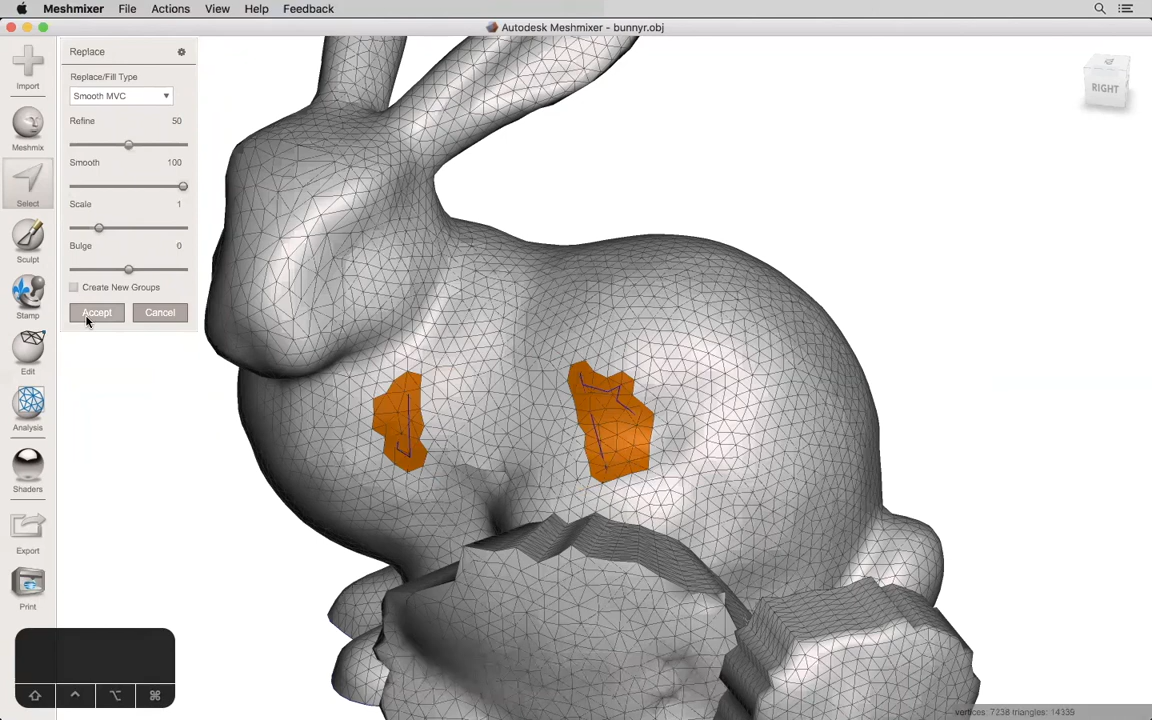 Meshmixer File Actions View Help Feedback
Autodesk Meshmixer - bunnyr.obj
Import
Meshmix
Select
Sculpt
Stamp
Edit
Analysis
Shaders
Export
Print
Replace
Replace/Fill Type
Smooth MVC
Refine 50
Smooth 100
Scale 1
Bulge 0
Create New Groups
Accept Cancel
RIGHT
vertices: 7238 triangles: 14339